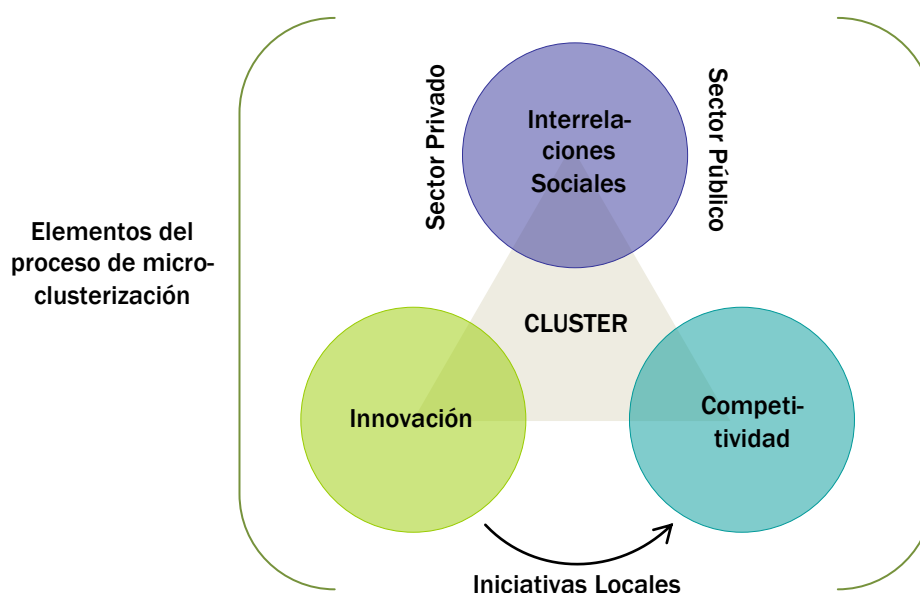 Elementos del
proceso de micro-
clusterización
Sector Privado
Interrela-
ciones
Sociales
Sector Público
CLUSTER
Innovación
Competi-
tividad
Iniciativas Locales